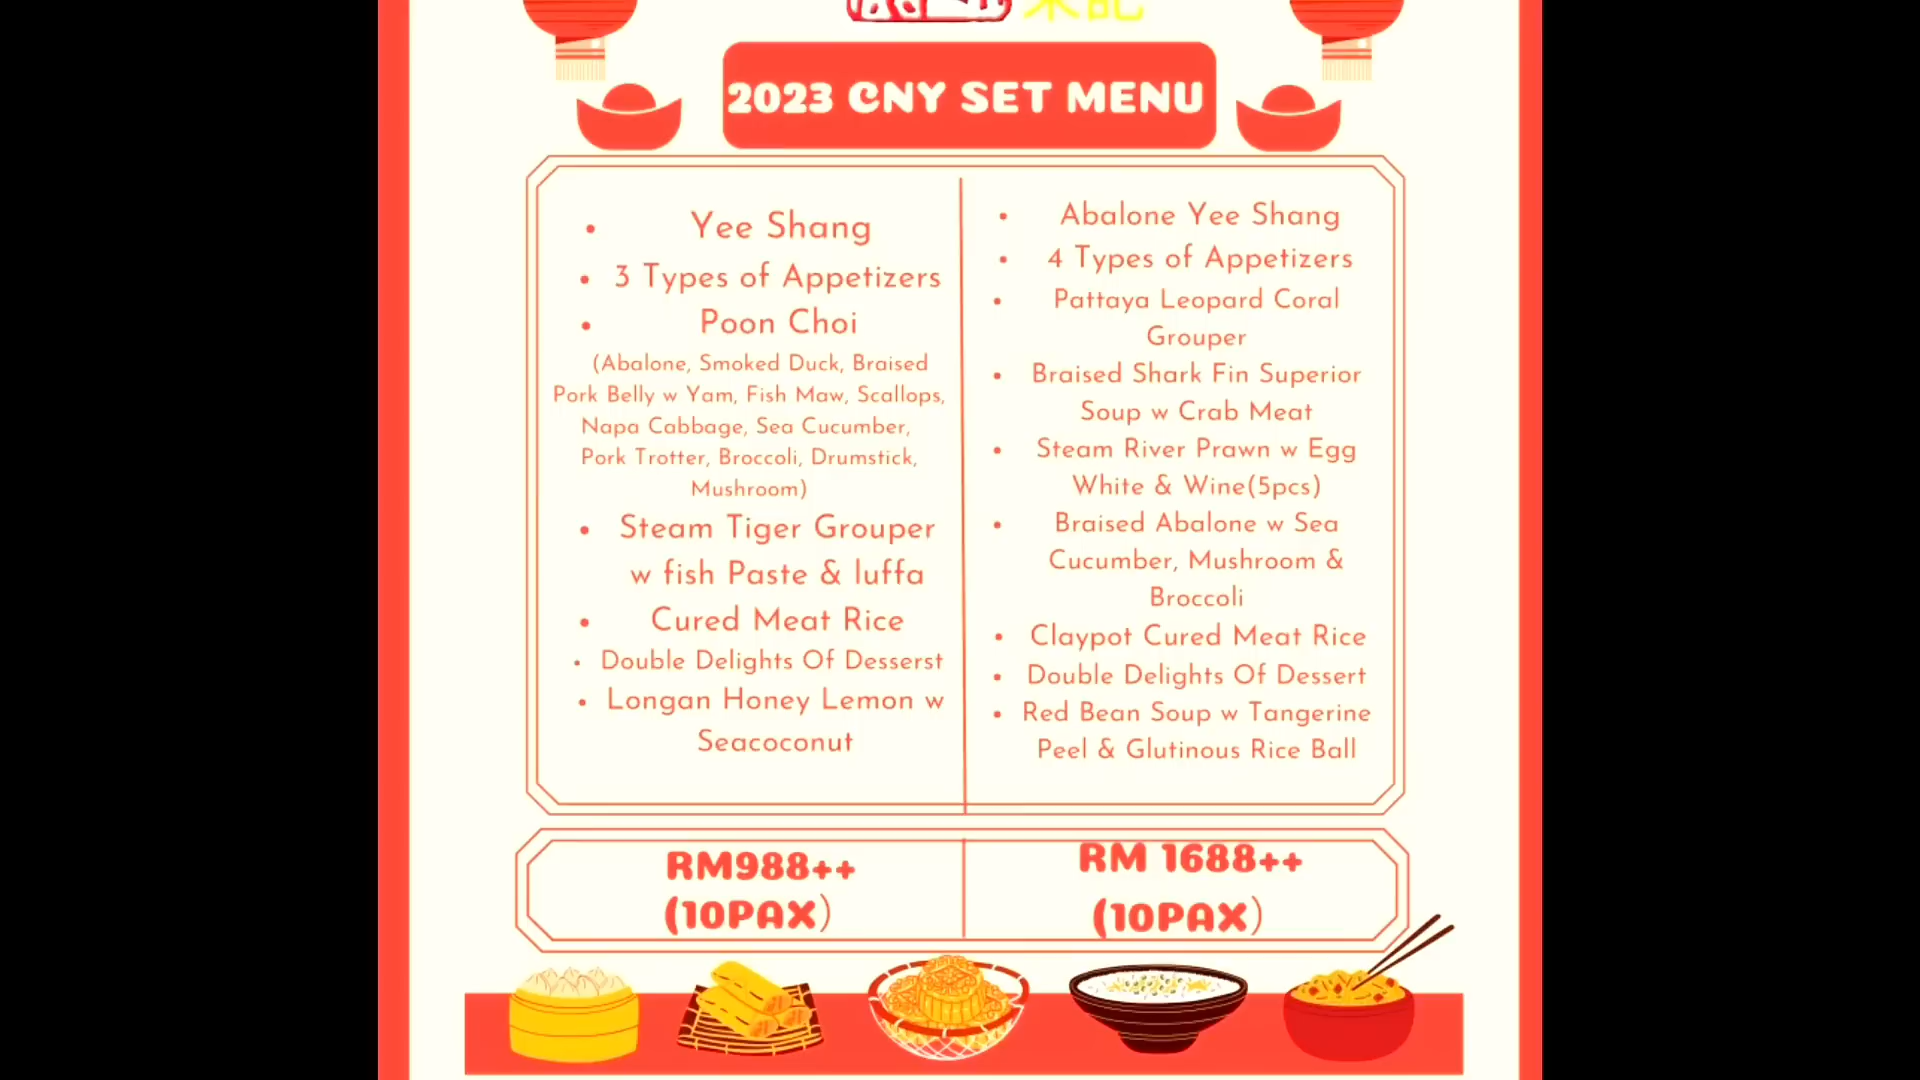 榮記
2023 CNY SET MENU
• Yee Shang
• 3 Types of Appetizers
• Poon Choi
(Abalone, Smoked Duck, Braised
Pork Belly w Yam, Fish Maw, Scallops,
Napa Cabbage, Sea Cucumber,
Pork Trotter, Broccoli, Drumstick,
Mushroom)
• Steam Tiger Grouper
w fish Paste & luffa
• Cured Meat Rice
• Double Delights Of Desserst
• Longan Honey Lemon w
Seacoconut
• Abalone Yee Shang
• 4 Types of Appetizers
• Pattaya Leopard Coral
Grouper
• Braised Shark Fin Superior
Soup w Crab Meat
• Steam River Prawn w Egg
White & Wine(5pcs)
• Braised Abalone w Sea
Cucumber, Mushroom &
Broccoli
• Claypot Cured Meat Rice
• Double Delights Of Dessert
• Red Bean Soup w Tangerine
Peel & Glutinous Rice Ball
RM988++
(10PAX)
RM 1688++
(10PAX)